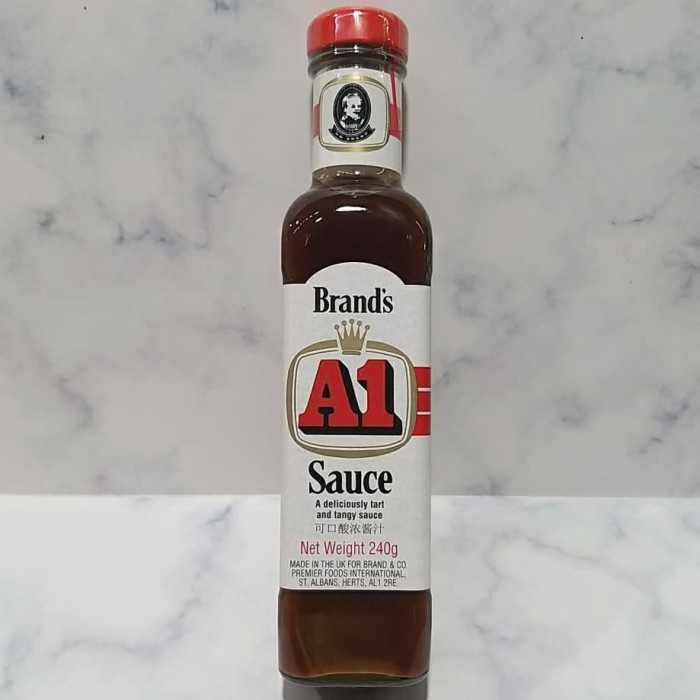 Brand's
A1
Sauce
A deliciously tart
and tangy sauce
可口酸浓酱汁
Net Weight 240g
MADE IN THE UK FOR BRAND & CO.
PREMIER FOODS INTERNATIONAL,
ST. ALBANS, HERTS, AL1 2RE.